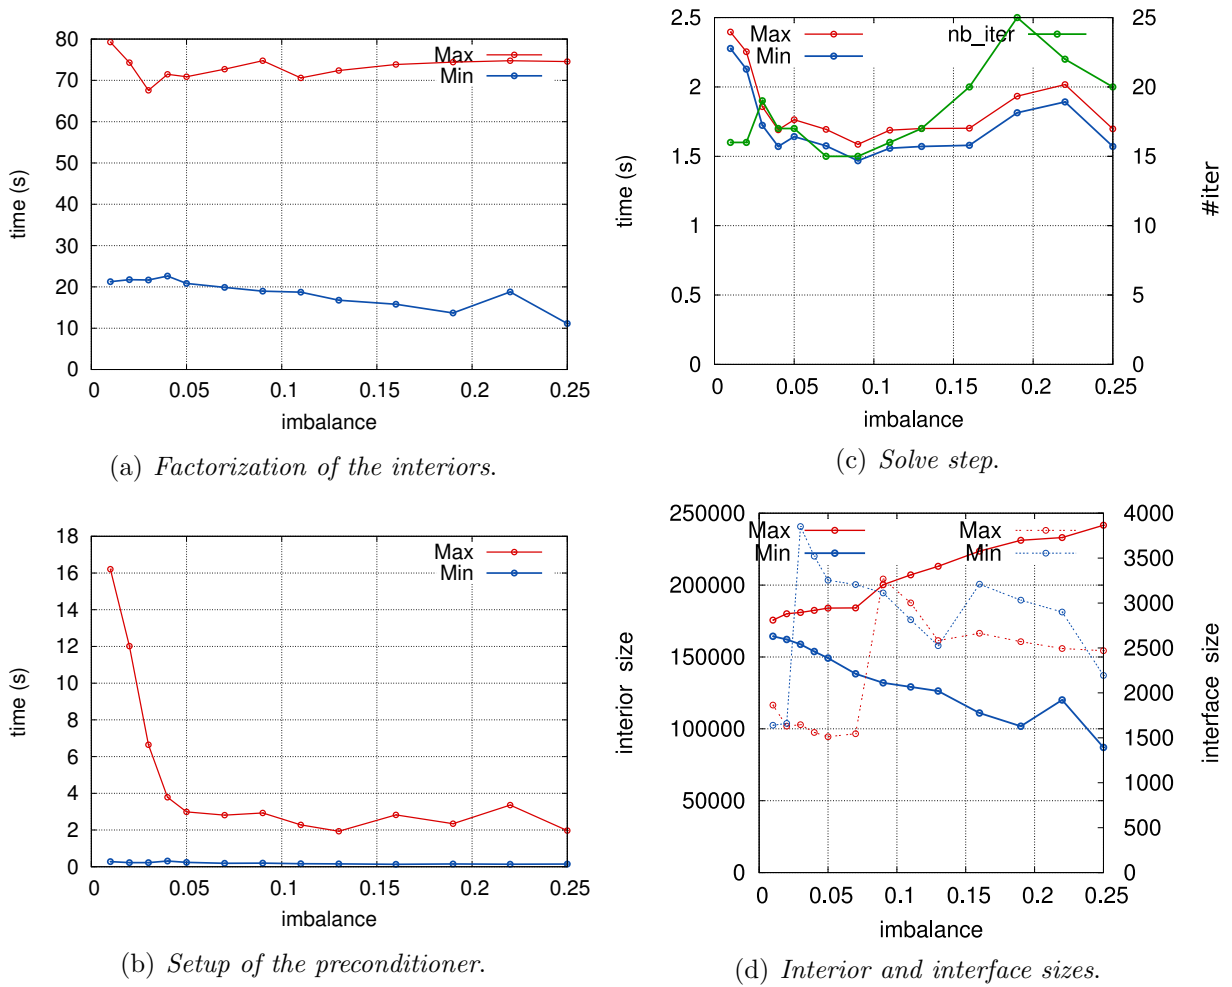 80
70
60
50
40
30
20
10
0
time (s)
Max
Min
0 0.05 0.1 0.15 0.2 0.25
imbalance
(a) Factorization of the interiors.
2.5
2
1.5
1
0.5
0
time (s)
Max
Min
nb_iter
25
20
15
10
5
0
#iter
0 0.05 0.1 0.15 0.2 0.25
imbalance
(c) Solve step.
18
16
14
12
10
8
6
4
2
0
time (s)
Max
Min
0 0.05 0.1 0.15 0.2 0.25
imbalance
(b) Setup of the preconditioner.
250000
200000
150000
100000
50000
0
interior size
Max
Min
Max
Min
4000
3500
3000
2500
2000
1500
1000
500
0
interface size
0 0.05 0.1 0.15 0.2 0.25
imbalance
(d) Interior and interface sizes.